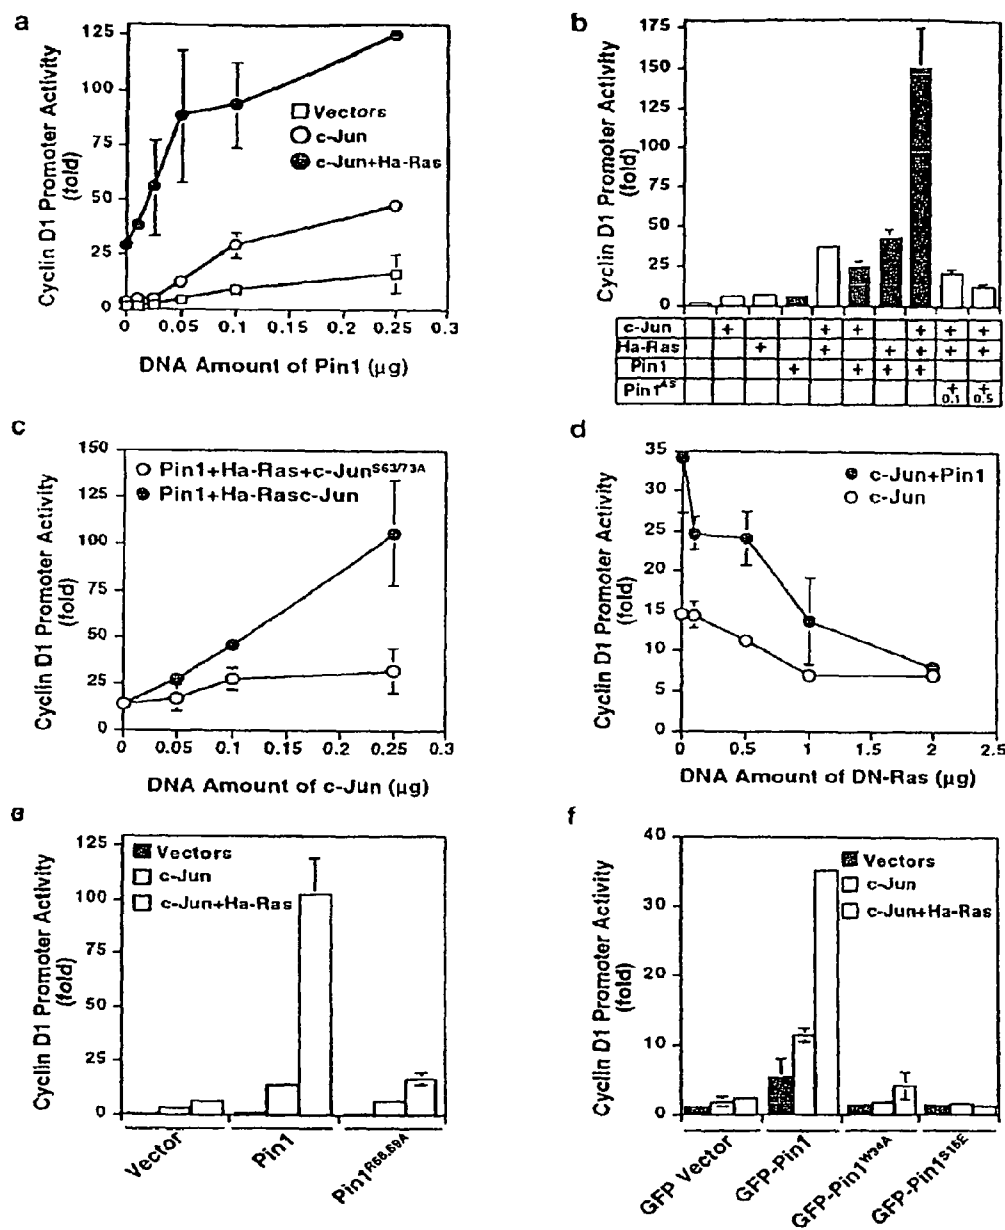 a
Cyclin D1 Promoter Activity
(fold)
125
100
75
50
25
0
Vectors
c-Jun
c-Jun+Ha-Ras
0 0.05 0.1 0.15 0.2 0.25 0.3
DNA Amount of Pin1 (µg)
b
Cyclin D1 Promoter Activity
(fold)
175
150
125
100
75
50
25
0
c-Jun + + + + + +
Ha-Ras + + + + + +
Pin1 + + + +
Pin1AS + +
0.1 0.5
c
Cyclin D1 Promoter Activity
(fold)
150
125
100
75
50
25
0
Pin1+Ha-Ras+c-JunS63/73A
Pin1+Ha-Rasc-Jun
0 0.05 0.1 0.15 0.2 0.25 0.3
DNA Amount of c-Jun (µg)
d
Cyclin D1 Promoter Activity
(fold)
35
30
25
20
15
10
5
0
c-Jun+Pin1
c-Jun
0 0.5 1 1.5 2 2.5
DNA Amount of DN-Ras (µg)
e
Cyclin D1 Promoter Activity
(fold)
125
100
75
50
25
0
Vectors
c-Jun
c-Jun+Ha-Ras
Vector
Pin1
Pin1R68,69A
f
Cyclin D1 Promoter Activity
(fold)
40
30
20
10
0
Vectors
c-Jun
c-Jun+Ha-Ras
GFP Vector
GFP-Pin1
GFP-Pin1W34A
GFP-Pin1S16E